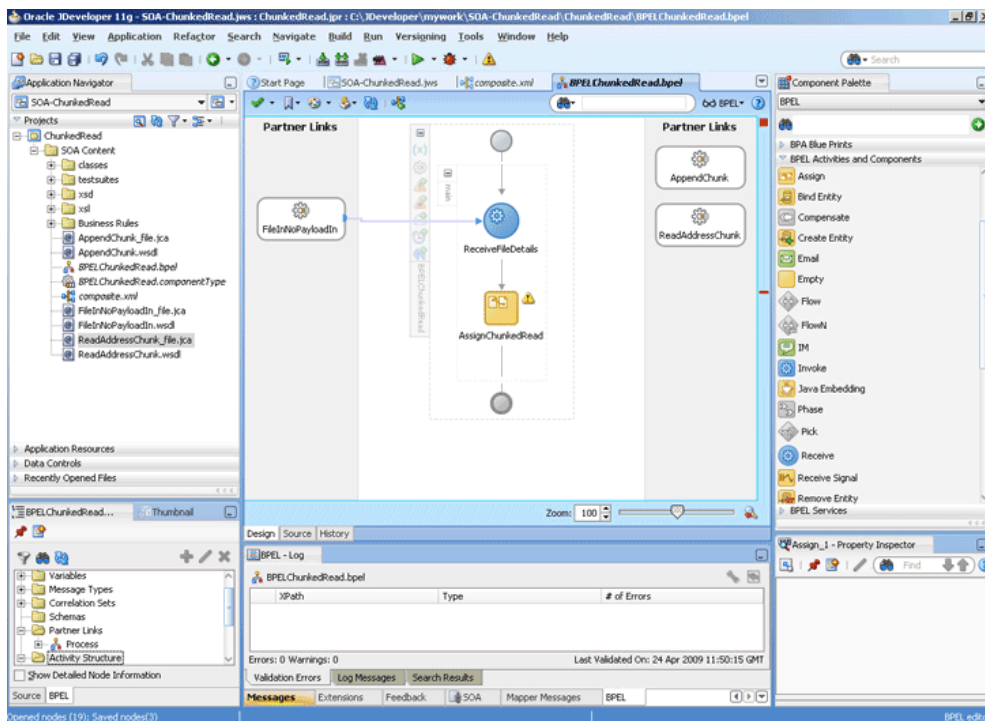 Oracle JDeveloper 11g - SOA-ChunkedRead.jws : ChunkedRead.jpr : C:\JDeveloper\mywork\SOA-ChunkedRead\ChunkedRead\BPELChunkedRead.bpel
File Edit View Application Refactor Search Navigate Build Run Versioning Tools Window Help
Search
Application Navigator
SOA-ChunkedRead
Projects
ChunkedRead
SOA Content
classes
testsuites
xsd
xsl
Business Rules
AppendChunk_file.jca
AppendChunk.wsdl
BPELChunkedRead.bpel
BPELChunkedRead.componentType
composite.xml
FileInNoPayloadIn_file.jca
FileInNoPayloadIn.wsdl
ReadAddressChunk_file.jca
ReadAddressChunk.wsdl
Application Resources
Data Controls
Recently Opened Files
BPELChunkedRead... Thumbnail
Variables
Message Types
Correlation Sets
Schemas
Partner Links
Process
Activity Structure
Show Detailed Node Information
Source BPEL
Start Page SOA-ChunkedRead.jws composite.xml BPELChunkedRead.bpel
BPEL
Partner Links
Partner Links
(x)
main
BPELChunkedRead
FileInNoPayloadIn
ReceiveFileDetails
AssignChunkedRead
AppendChunk
ReadAddressChunk
Zoom: 100
Design Source History
BPEL - Log
BPELChunkedRead.bpel
XPath Type # of Errors
Errors: 0 Warnings: 0 Last Validated On: 24 Apr 2009 11:50:15 GMT
Validation Errors Log Messages Search Results
Messages Extensions Feedback SOA Mapper Messages BPEL
Component Palette
BPEL
BPA Blue Prints
BPEL Activities and Components
Assign
Bind Entity
Compensate
Create Entity
Email
Empty
Flow
FlowN
IM
Invoke
Java Embedding
Phase
Pick
Receive
Receive Signal
Remove Entity
BPEL Services
Assign_1 - Property Inspector
Find
Opened nodes (19); Saved nodes(3)
BPEL edit